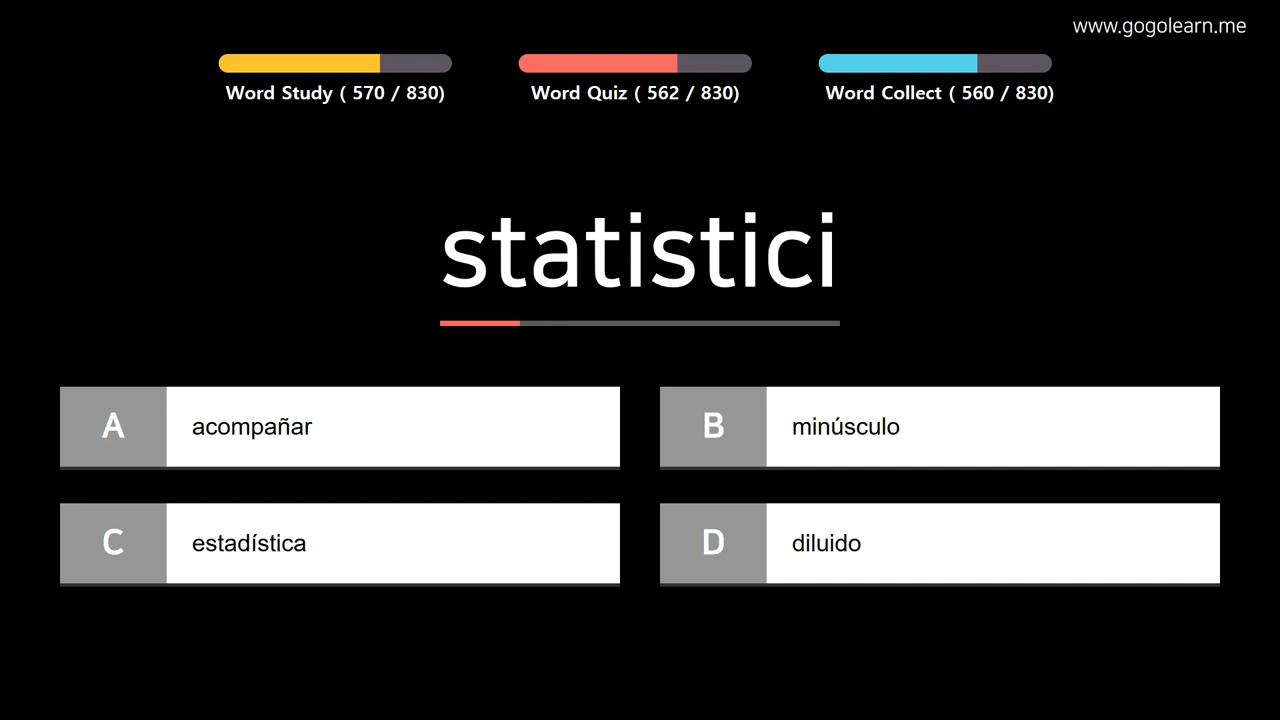 www.gogolearn.me
Word Study ( 570 / 830)
Word Quiz ( 562 / 830)
Word Collect ( 560 / 830)
statistici
A acompañar
B minúsculo
C estadística
D diluido